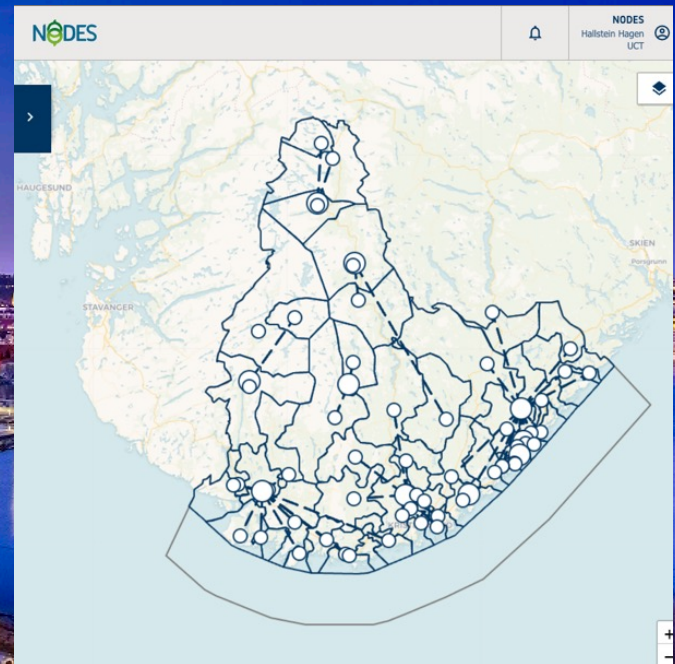 NODES
NODES
Hallstein Hagen
UCT
HAUGESUND
SKIEN
Porsgrunn
STAVANGER
+
−